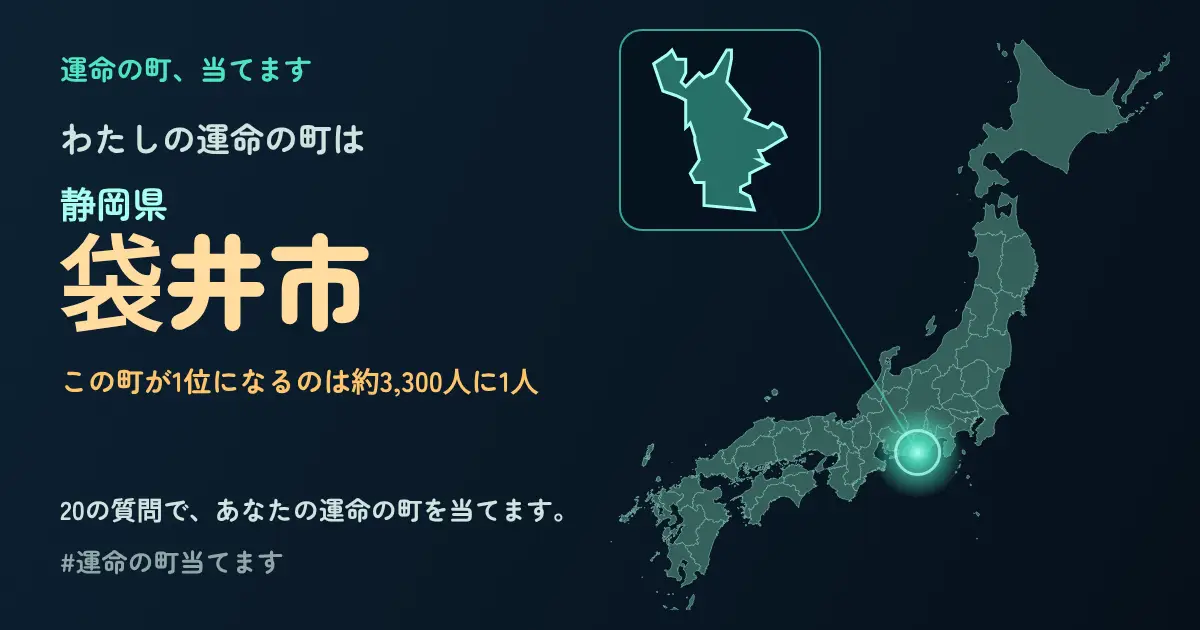 運命の町、当てます
わたしの運命の町は
静岡県
袋井市
この町が1位になるのは約3,300人に1人
20の質問で、あなたの運命の町を当てます。
#運命の町当てます